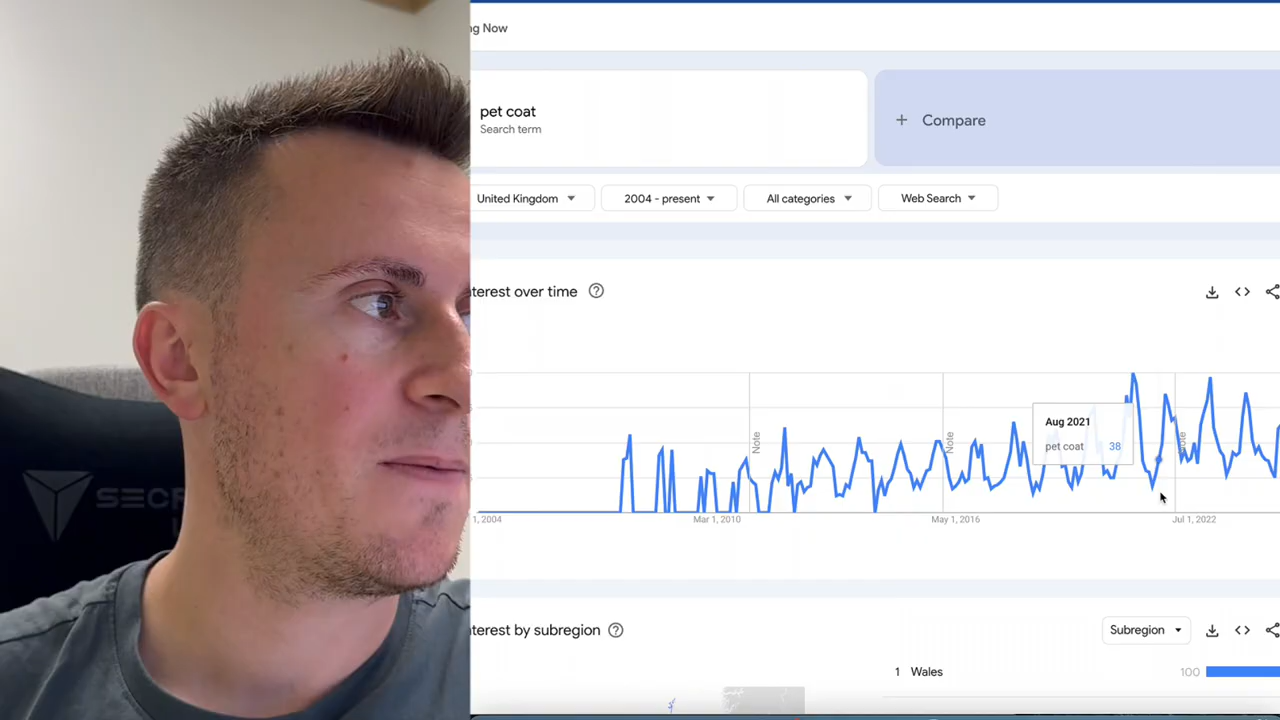 ng Now
pet coat
Search term
+ Compare
United Kingdom
2004 - present
All categories
Web Search
terest over time
Note
Note
Aug 2021
pet coat 38
1, 2004
Mar 1, 2010
May 1, 2016
Jul 1, 2022
SECR
terest by subregion
Subregion
1 Wales 100